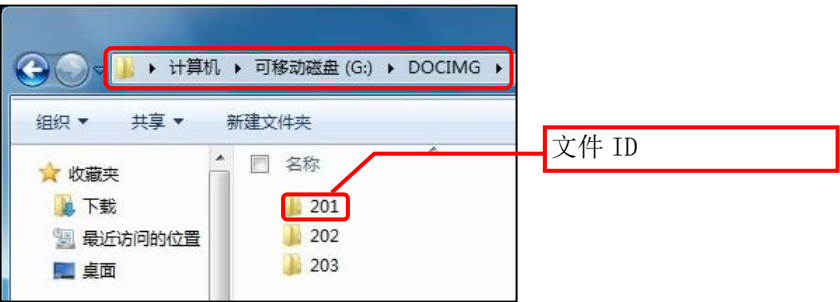 计算机 可移动磁盘 (G:) DOCIMG
组织 共享 新建文件夹
文件 ID
收藏夹
名称
下载
201
最近访问的位置
202
桌面
203